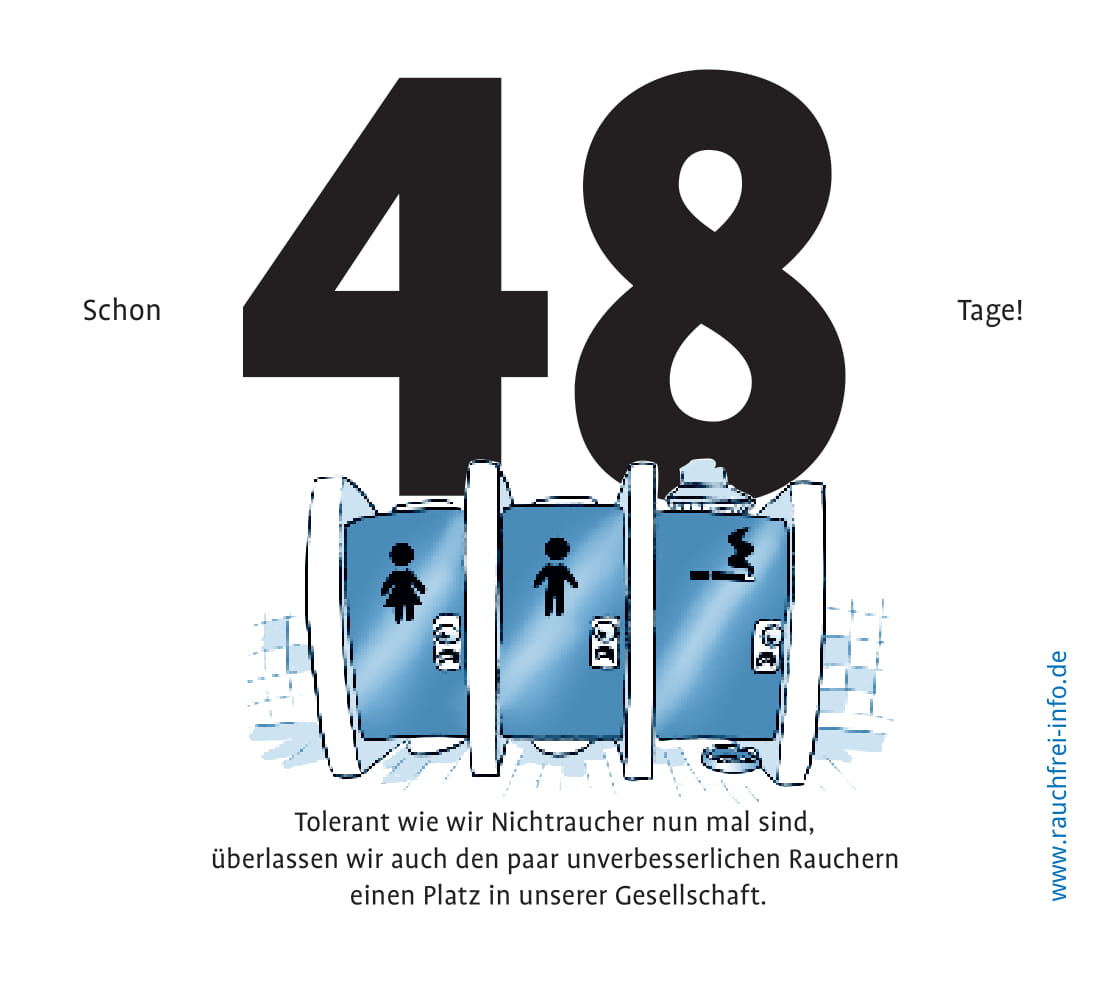 Schon
48
Tage!
Tolerant wie wir Nichtraucher nun mal sind,
überlassen wir auch den paar unverbesserlichen Rauchern
einen Platz in unserer Gesellschaft.
www.rauchfrei-info.de